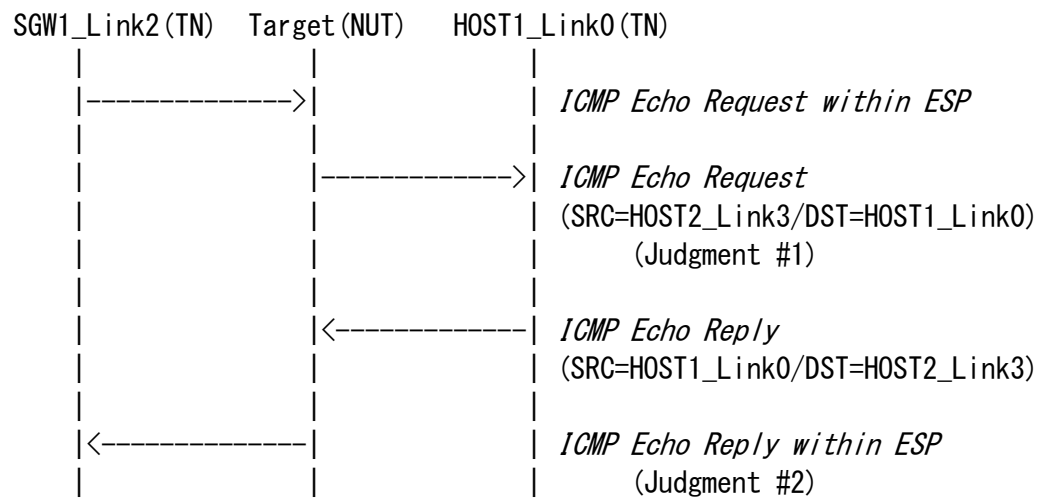 SGW1_Link2(TN) Target(NUT) HOST1_Link0(TN)
ICMP Echo Request within ESP
ICMP Echo Request
(SRC=HOST2_Link3/DST=HOST1_Link0)
(Judgment #1)
ICMP Echo Reply
(SRC=HOST1_Link0/DST=HOST2_Link3)
ICMP Echo Reply within ESP
(Judgment #2)